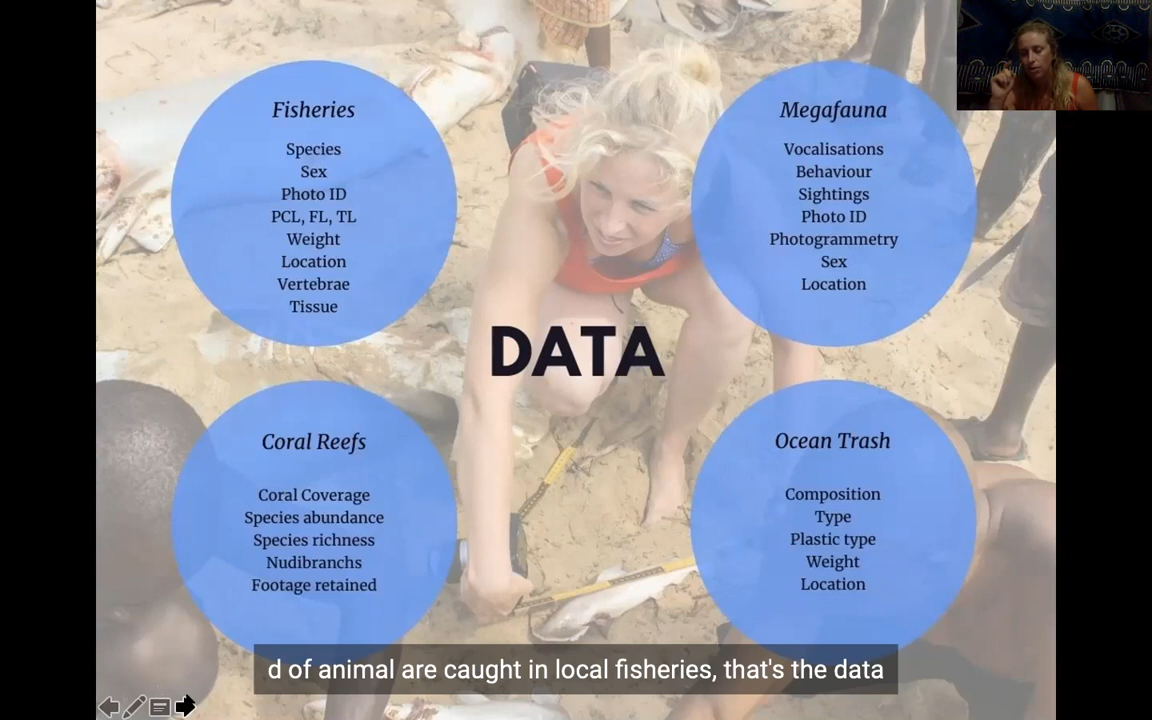 Fisheries
Species
Sex
Photo ID
PCL, FL, TL
Weight
Location
Vertebrae
Tissue
Megafauna
Vocalisations
Behaviour
Sightings
Photo ID
Photogrammetry
Sex
Location
DATA
Coral Reefs
Coral Coverage
Species abundance
Species richness
Nudibranchs
Footage retained
Ocean Trash
Composition
Type
Plastic type
Weight
Location
d of animal are caught in local fisheries, that's the data